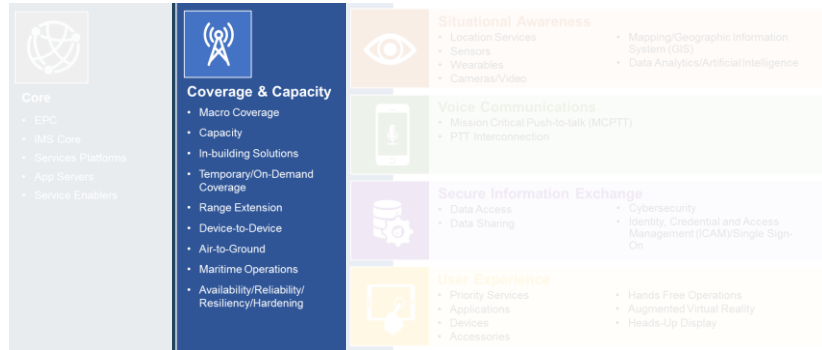 Core
• EPC
• IMS Core
• Services Platforms
• App Servers
• Service Enablers
Coverage & Capacity
• Macro Coverage
• Capacity
• In-building Solutions
• Temporary/On-Demand
Coverage
• Range Extension
• Device-to-Device
• Air-to-Ground
• Maritime Operations
• Availability/Reliability/
Resiliency/Hardening
Situational Awareness
• Location Services
• Sensors
• Wearables
• Cameras/Video
• Mapping/Geographic Information
System (GIS)
• Data Analytics/Artificial Intelligence
Voice Communications
• Mission Critical Push-to-talk (MCPTT)
• PTT Interconnection
Secure Information Exchange
• Data Access
• Data Sharing
• Cybersecurity
• Identity, Credential and Access
Management (ICAM)/Single Sign-
On
User Experience
• Priority Services
• Applications
• Devices
• Accessories
• Hands Free Operations
• Augmented Virtual Reality
• Heads-Up Display